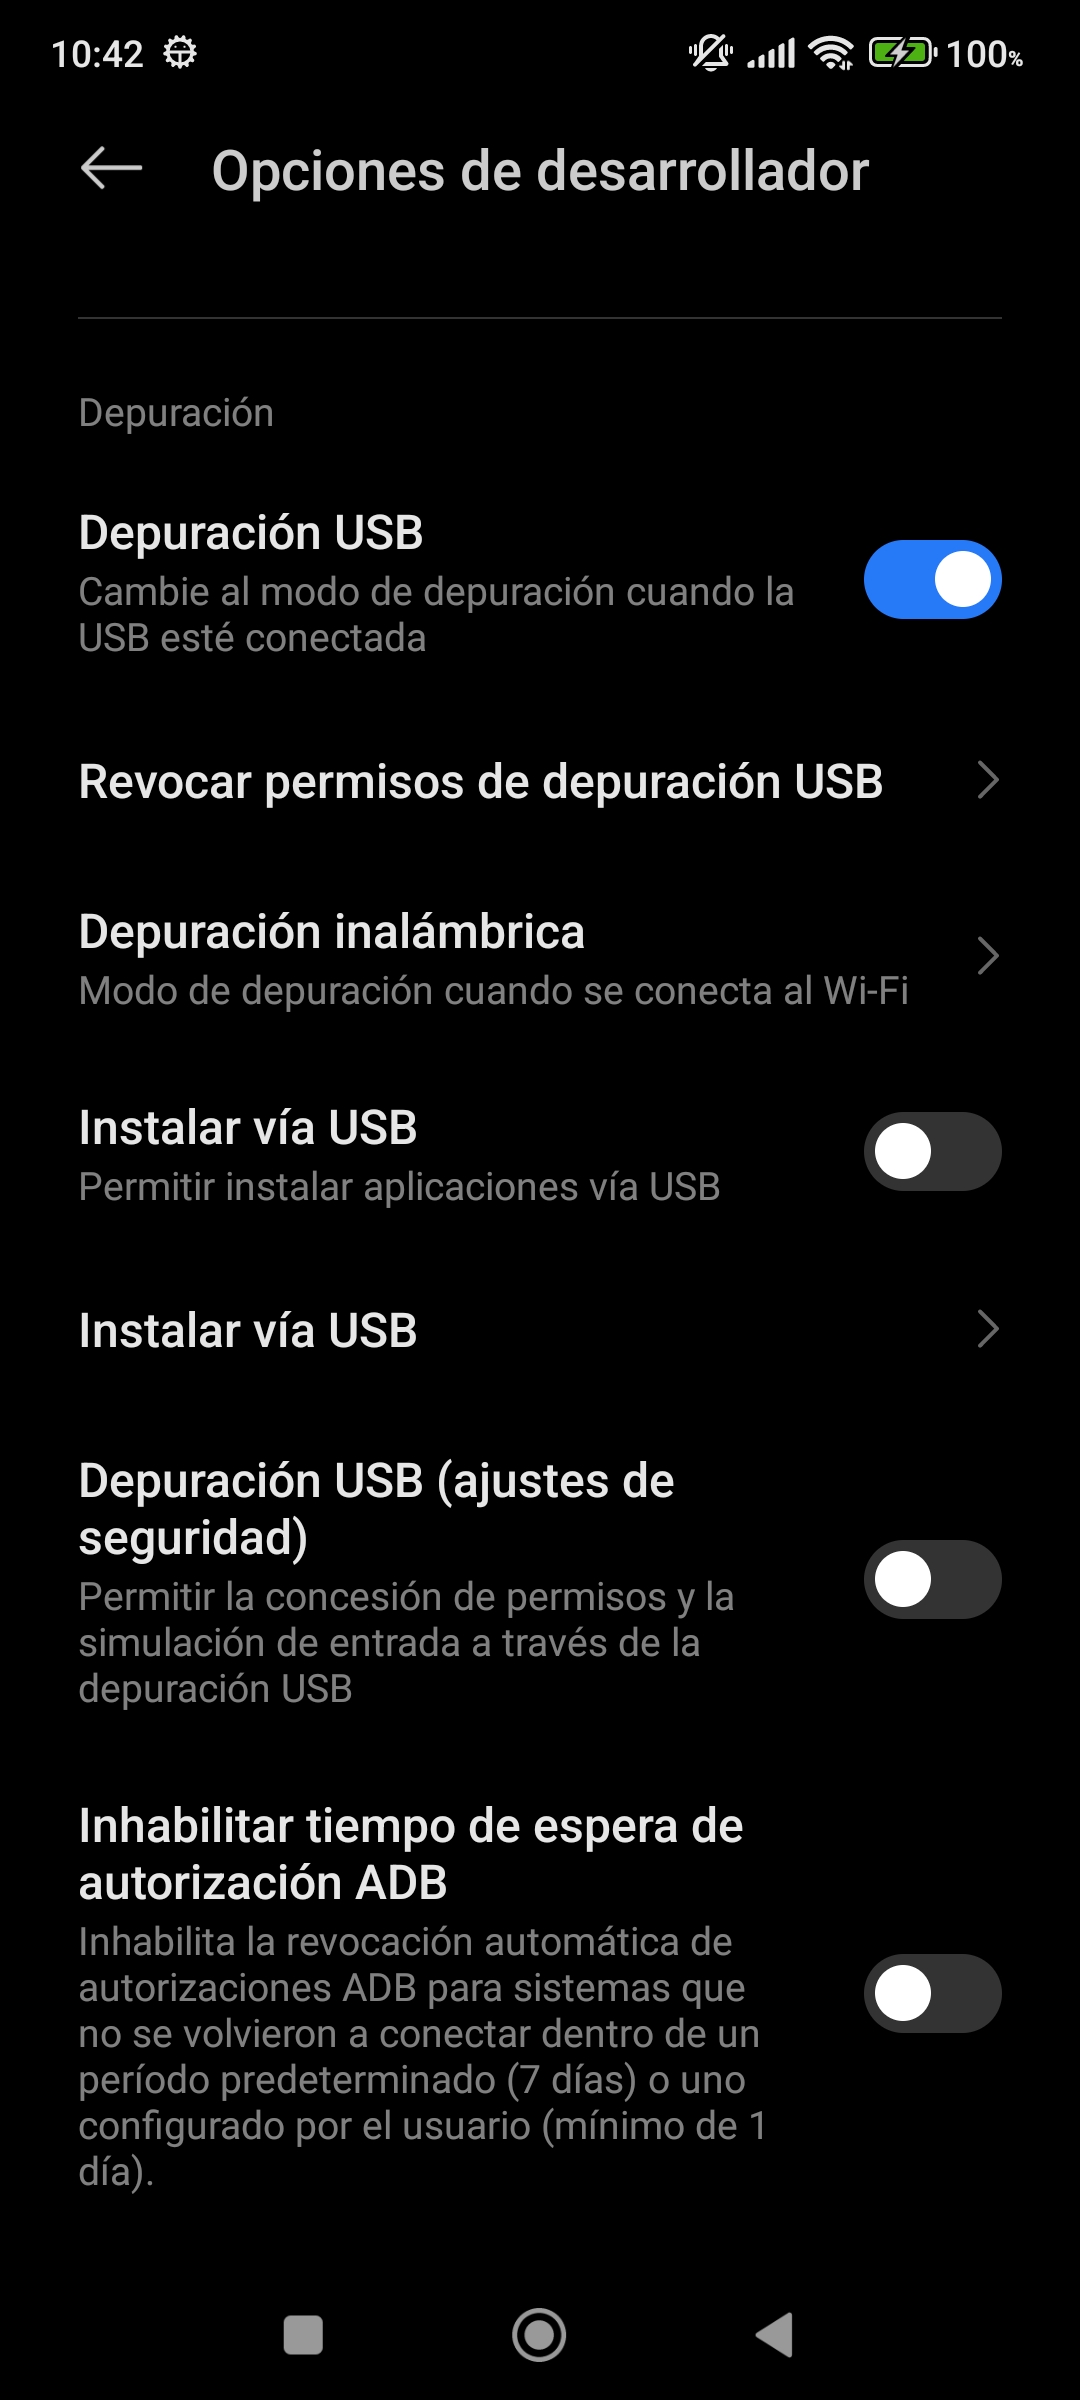 10:42
100%
Opciones de desarrollador
Depuración
Depuración USB
Cambie al modo de depuración cuando la
USB esté conectada
Revocar permisos de depuración USB
Depuración inalámbrica
Modo de depuración cuando se conecta al Wi-Fi
Instalar vía USB
Permitir instalar aplicaciones vía USB
Instalar vía USB
Depuración USB (ajustes de
seguridad)
Permitir la concesión de permisos y la
simulación de entrada a través de la
depuración USB
Inhabilitar tiempo de espera de
autorización ADB
Inhabilita la revocación automática de
autorizaciones ADB para sistemas que
no se volvieron a conectar dentro de un
período predeterminado (7 días) o uno
configurado por el usuario (mínimo de 1
día).